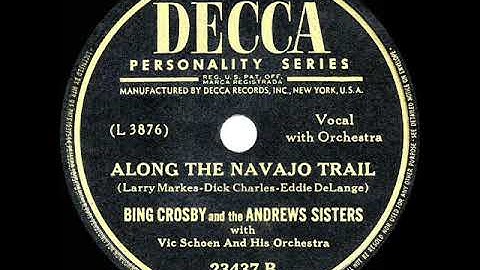 DECCA
PERSONALITY SERIES
REG. U.S. PAT. OFF.
MARCA REGISTRADA
MANUFACTURED BY DECCA RECORDS, INC., NEW YORK, U.S.A.
(L 3876)
Vocal
with Orchestra
ALONG THE NAVAJO TRAIL
(Larry Markes-Dick Charles-Eddie DeLange)
BING CROSBY and the ANDREWS SISTERS
with
Vic Schoen And His Orchestra
23437 B